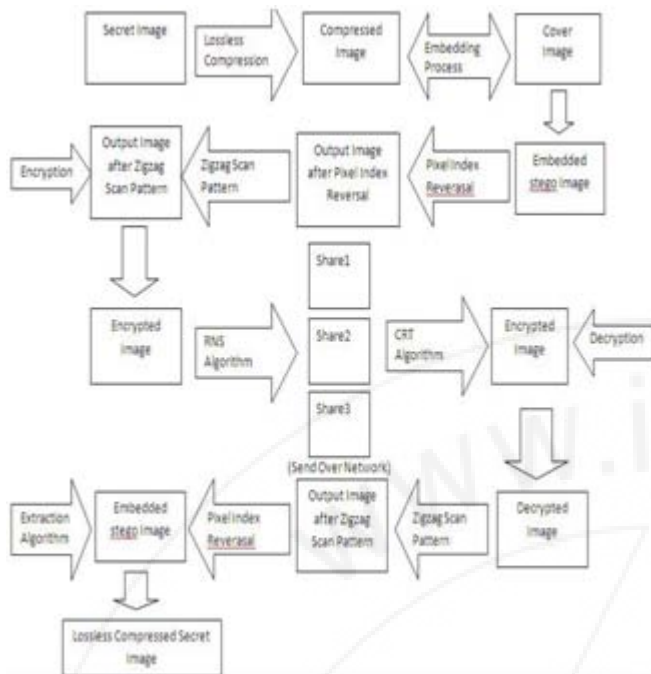 Secret Image
Lossless
Compression
Compressed
Image
Embedding
Process
Cover
Image
Encryption
Output Image
after Zigzag
Scan Pattern
Zigzag Scan
Pattern
Output Image
after Pixel Index
Reversal
Pixel Index
Reverasal
Embedded
stego Image
Encrypted
Image
RNS
Algorithm
Share1
Share2
Share3
(Send Over Network)
CRT
Algorithm
Encrypted
Image
Decryption
Extraction
Algorithm
Embedded
stego Image
Pixel Index
Reverasal
Output Image
after Zigzag
Scan Pattern
Zigzag Scan
Pattern
Decrypted
Image
Lossless Compressed Secret
Image
www.i